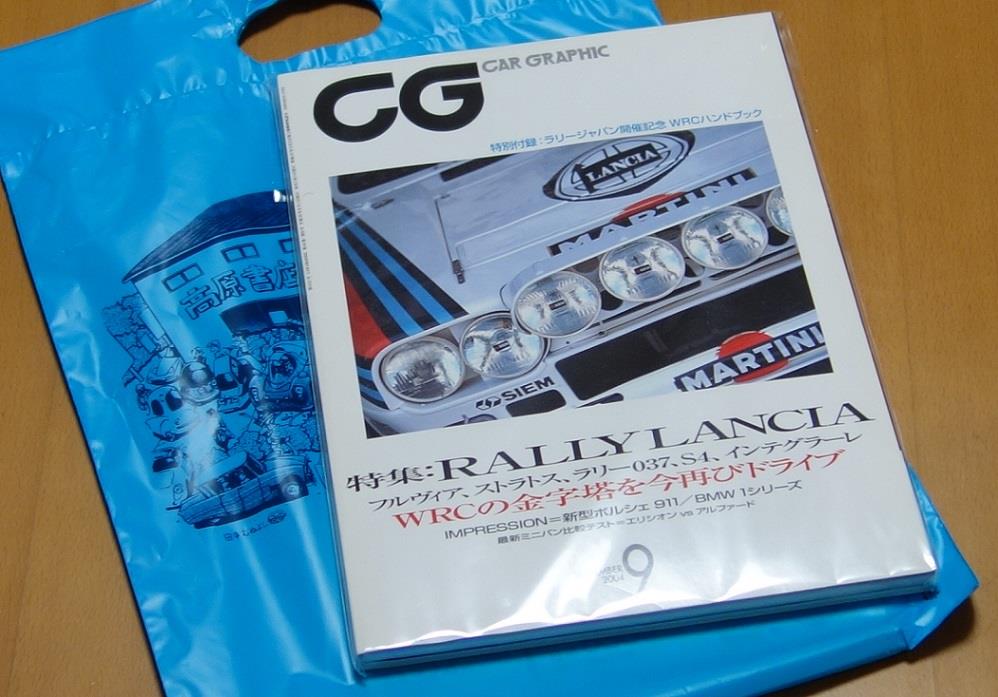 CG CAR GRAPHIC
特別付録:ラリージャパン開催記念 WRCハンドブック
LANCIA
MARTINI
SIEM
MARTINI
特集:RALLY LANCIA
フルヴィア、ストラトス、ラリー037、S4、インテグラーレ
WRCの金字塔を今再びドライブ
IMPRESSION=新型ポルシェ 911/BMW 1シリーズ
最新ミニバン比較テスト=エリシオン vs アルファード
2004 9
高原書店